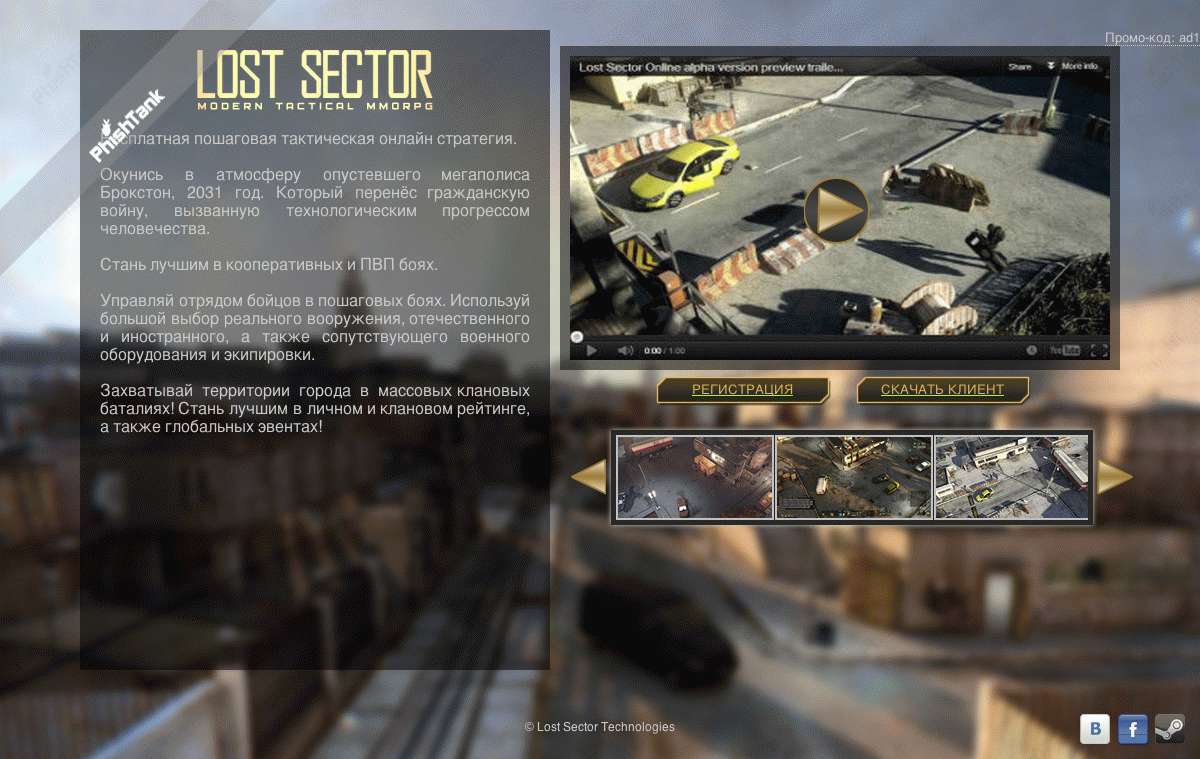 Промо-код: ad1
LOST SECTOR
MODERN TACTICAL MMORPG
PhishTank
Бесплатная пошаговая тактическая онлайн стратегия.
Окунись в атмосферу опустевшего мегаполиса
Брокстон, 2031 год. Который перенёс гражданскую
войну, вызванную технологическим прогрессом
человечества.
Стань лучшим в кооперативных и ПВП боях.
Управляй отрядом бойцов в пошаговых боях. Используй
большой выбор реального вооружения, отечественного
и иностранного, а также сопутствующего военного
оборудования и экипировки.
Захватывай территории города в массовых клановых
баталиях! Стань лучшим в личном и клановом рейтинге,
а также глобальных эвентах!
Lost Sector Online alpha version preview traile...
Share
More info
0:00 / 1:00
YouTube
РЕГИСТРАЦИЯ
СКАЧАТЬ КЛИЕНТ
© Lost Sector Technologies
В
f